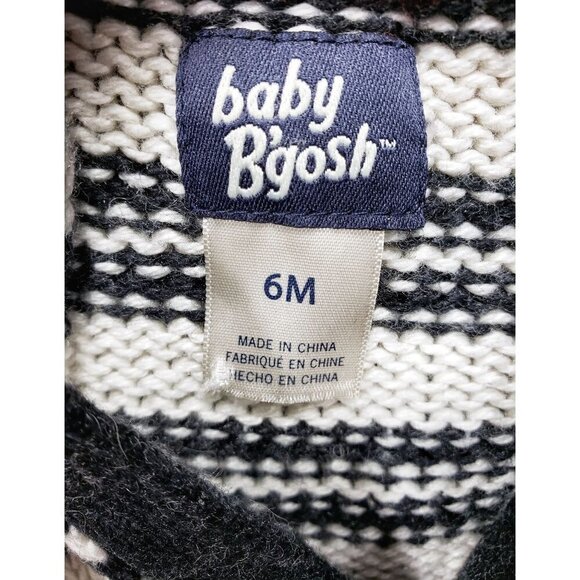 baby
B'gosh™
6M
MADE IN CHINA
FABRIQUÉ EN CHINE
HECHO EN CHINA